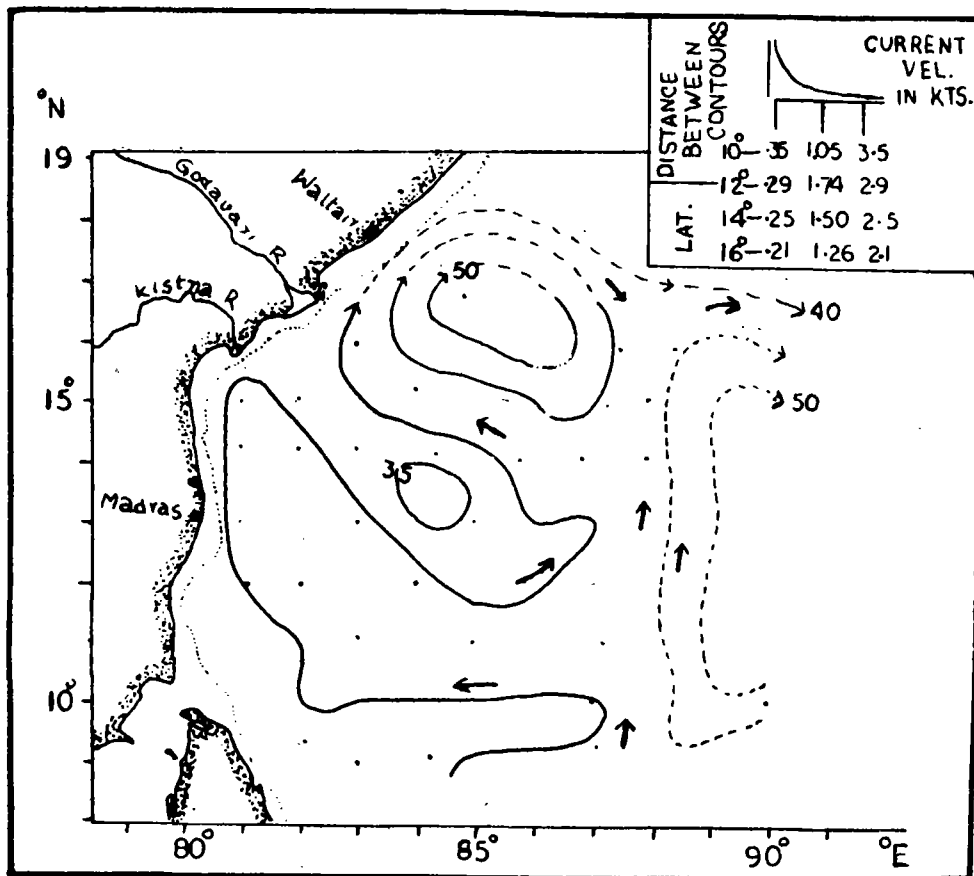 CURRENT
VEL.
IN KTS.
DISTANCE
BETWEEN
CONTOURS
10°–·35 1.05 3.5
12°–·29 1.74 2.9
LAT.
14°–·25 1.50 2.5
16°–·21 1.26 2.1
°N
19
Godavari R
Waltair
Kistna R
50
40
15°
50
35
Madras
10°
80°
85°
90°
°E